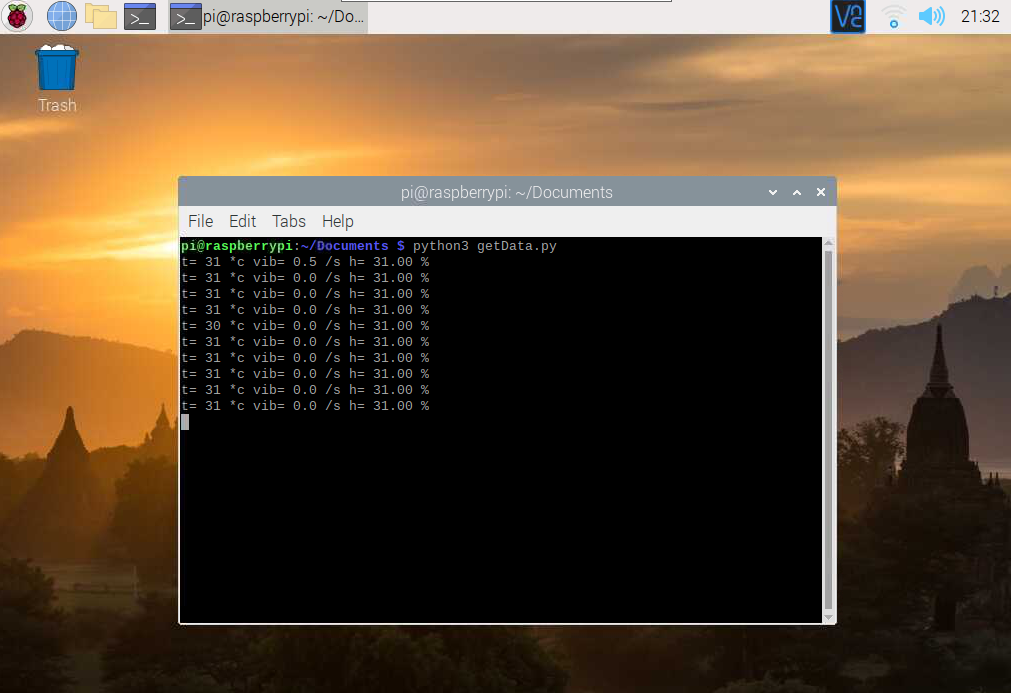 pi@raspberrypi: ~/Do...
21:32
Trash
pi@raspberrypi: ~/Documents
File Edit Tabs Help
pi@raspberrypi:~/Documents $ python3 getData.py
t= 31 *c vib= 0.5 /s h= 31.00 %
t= 31 *c vib= 0.0 /s h= 31.00 %
t= 31 *c vib= 0.0 /s h= 31.00 %
t= 31 *c vib= 0.0 /s h= 31.00 %
t= 30 *c vib= 0.0 /s h= 31.00 %
t= 31 *c vib= 0.0 /s h= 31.00 %
t= 31 *c vib= 0.0 /s h= 31.00 %
t= 31 *c vib= 0.0 /s h= 31.00 %
t= 31 *c vib= 0.0 /s h= 31.00 %
t= 31 *c vib= 0.0 /s h= 31.00 %